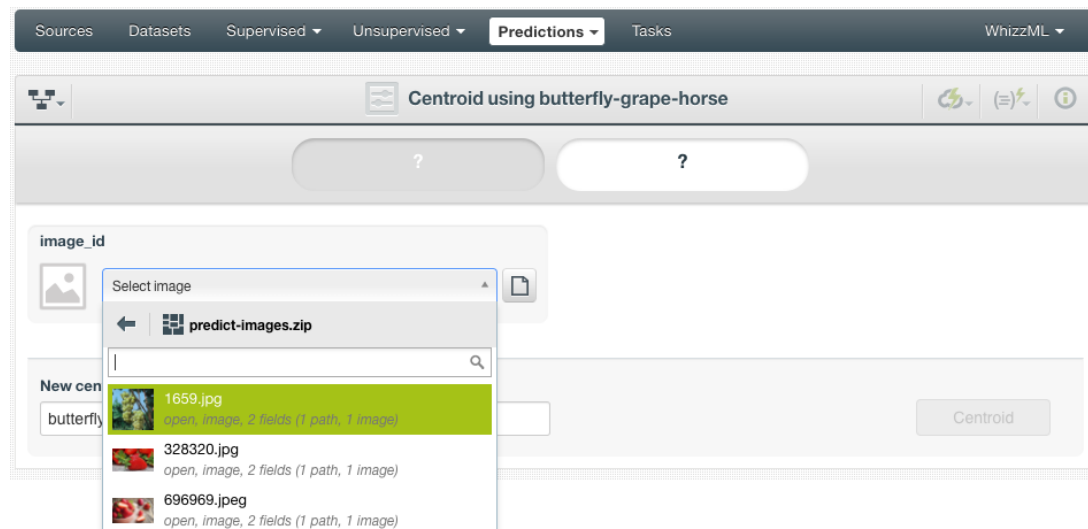 Sources Datasets Supervised Unsupervised Predictions Tasks WhizzML
Centroid using butterfly-grape-horse
? ?
image_id
Select image
predict-images.zip
1659.jpg
open, image, 2 fields (1 path, 1 image)
328320.jpg
open, image, 2 fields (1 path, 1 image)
696969.jpeg
open, image, 2 fields (1 path, 1 image)
New cen
butterfly
Centroid